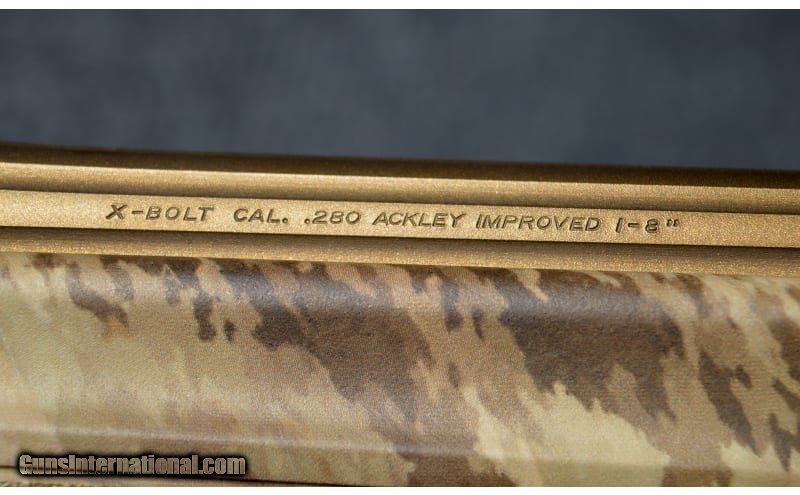 X-BOLT CAL. .280 ACKLEY IMPROVED 1-8"
GunsInternational.com